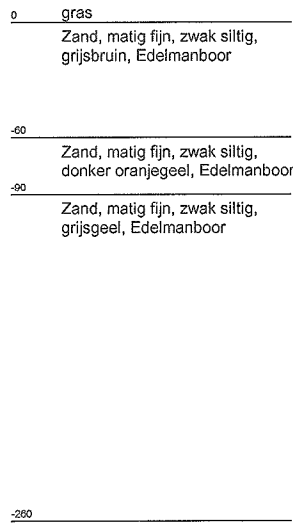 0 gras
Zand, matig fijn, zwak siltig,
grijsbruin, Edelmanboor
-60
Zand, matig fijn, zwak siltig,
donker oranjegeel, Edelmanboor
-90
Zand, matig fijn, zwak siltig,
grijsgeel, Edelmanboor
-260